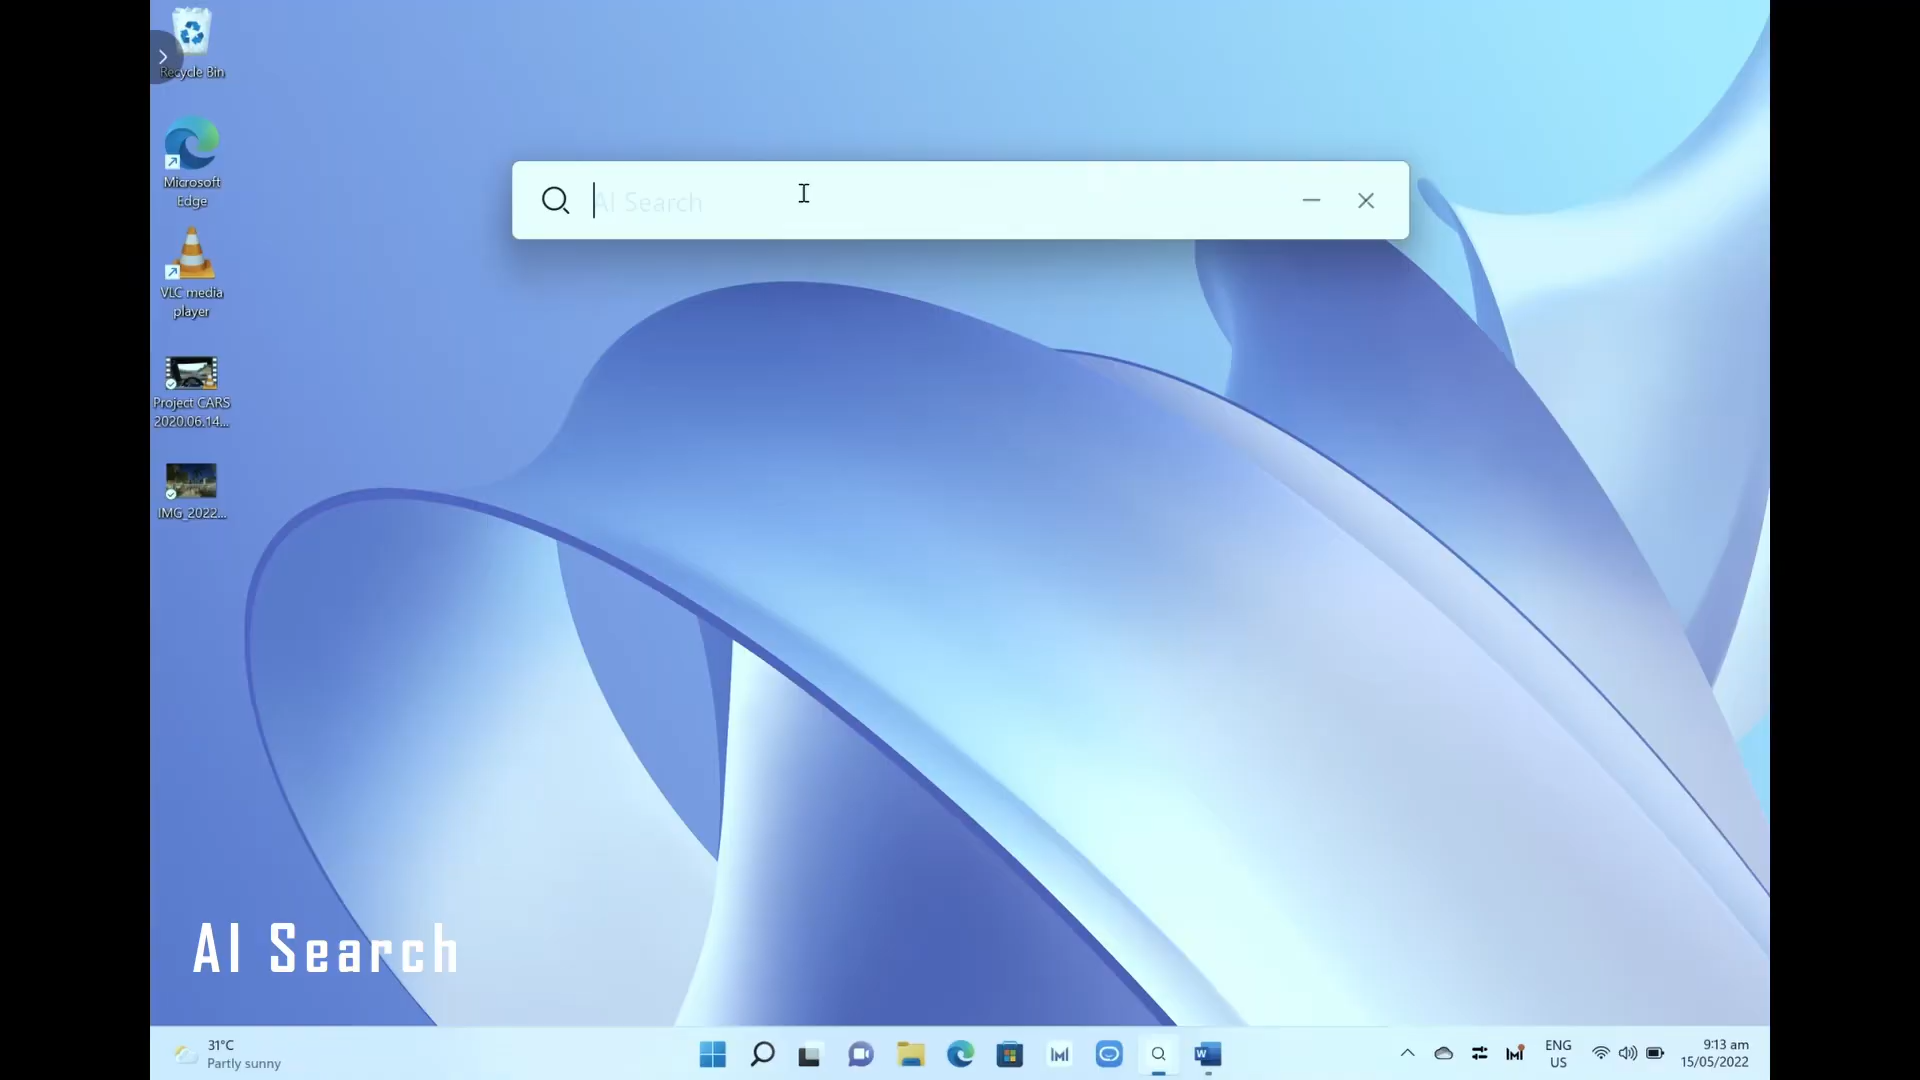 Recycle Bin
Microsoft
Edge
VLC media
player
Project CARS
2020.06.14...
IMG_2022...
AI Search
AI Search
31°C
Partly sunny
W
ENG
US
9:13 am
15/05/2022